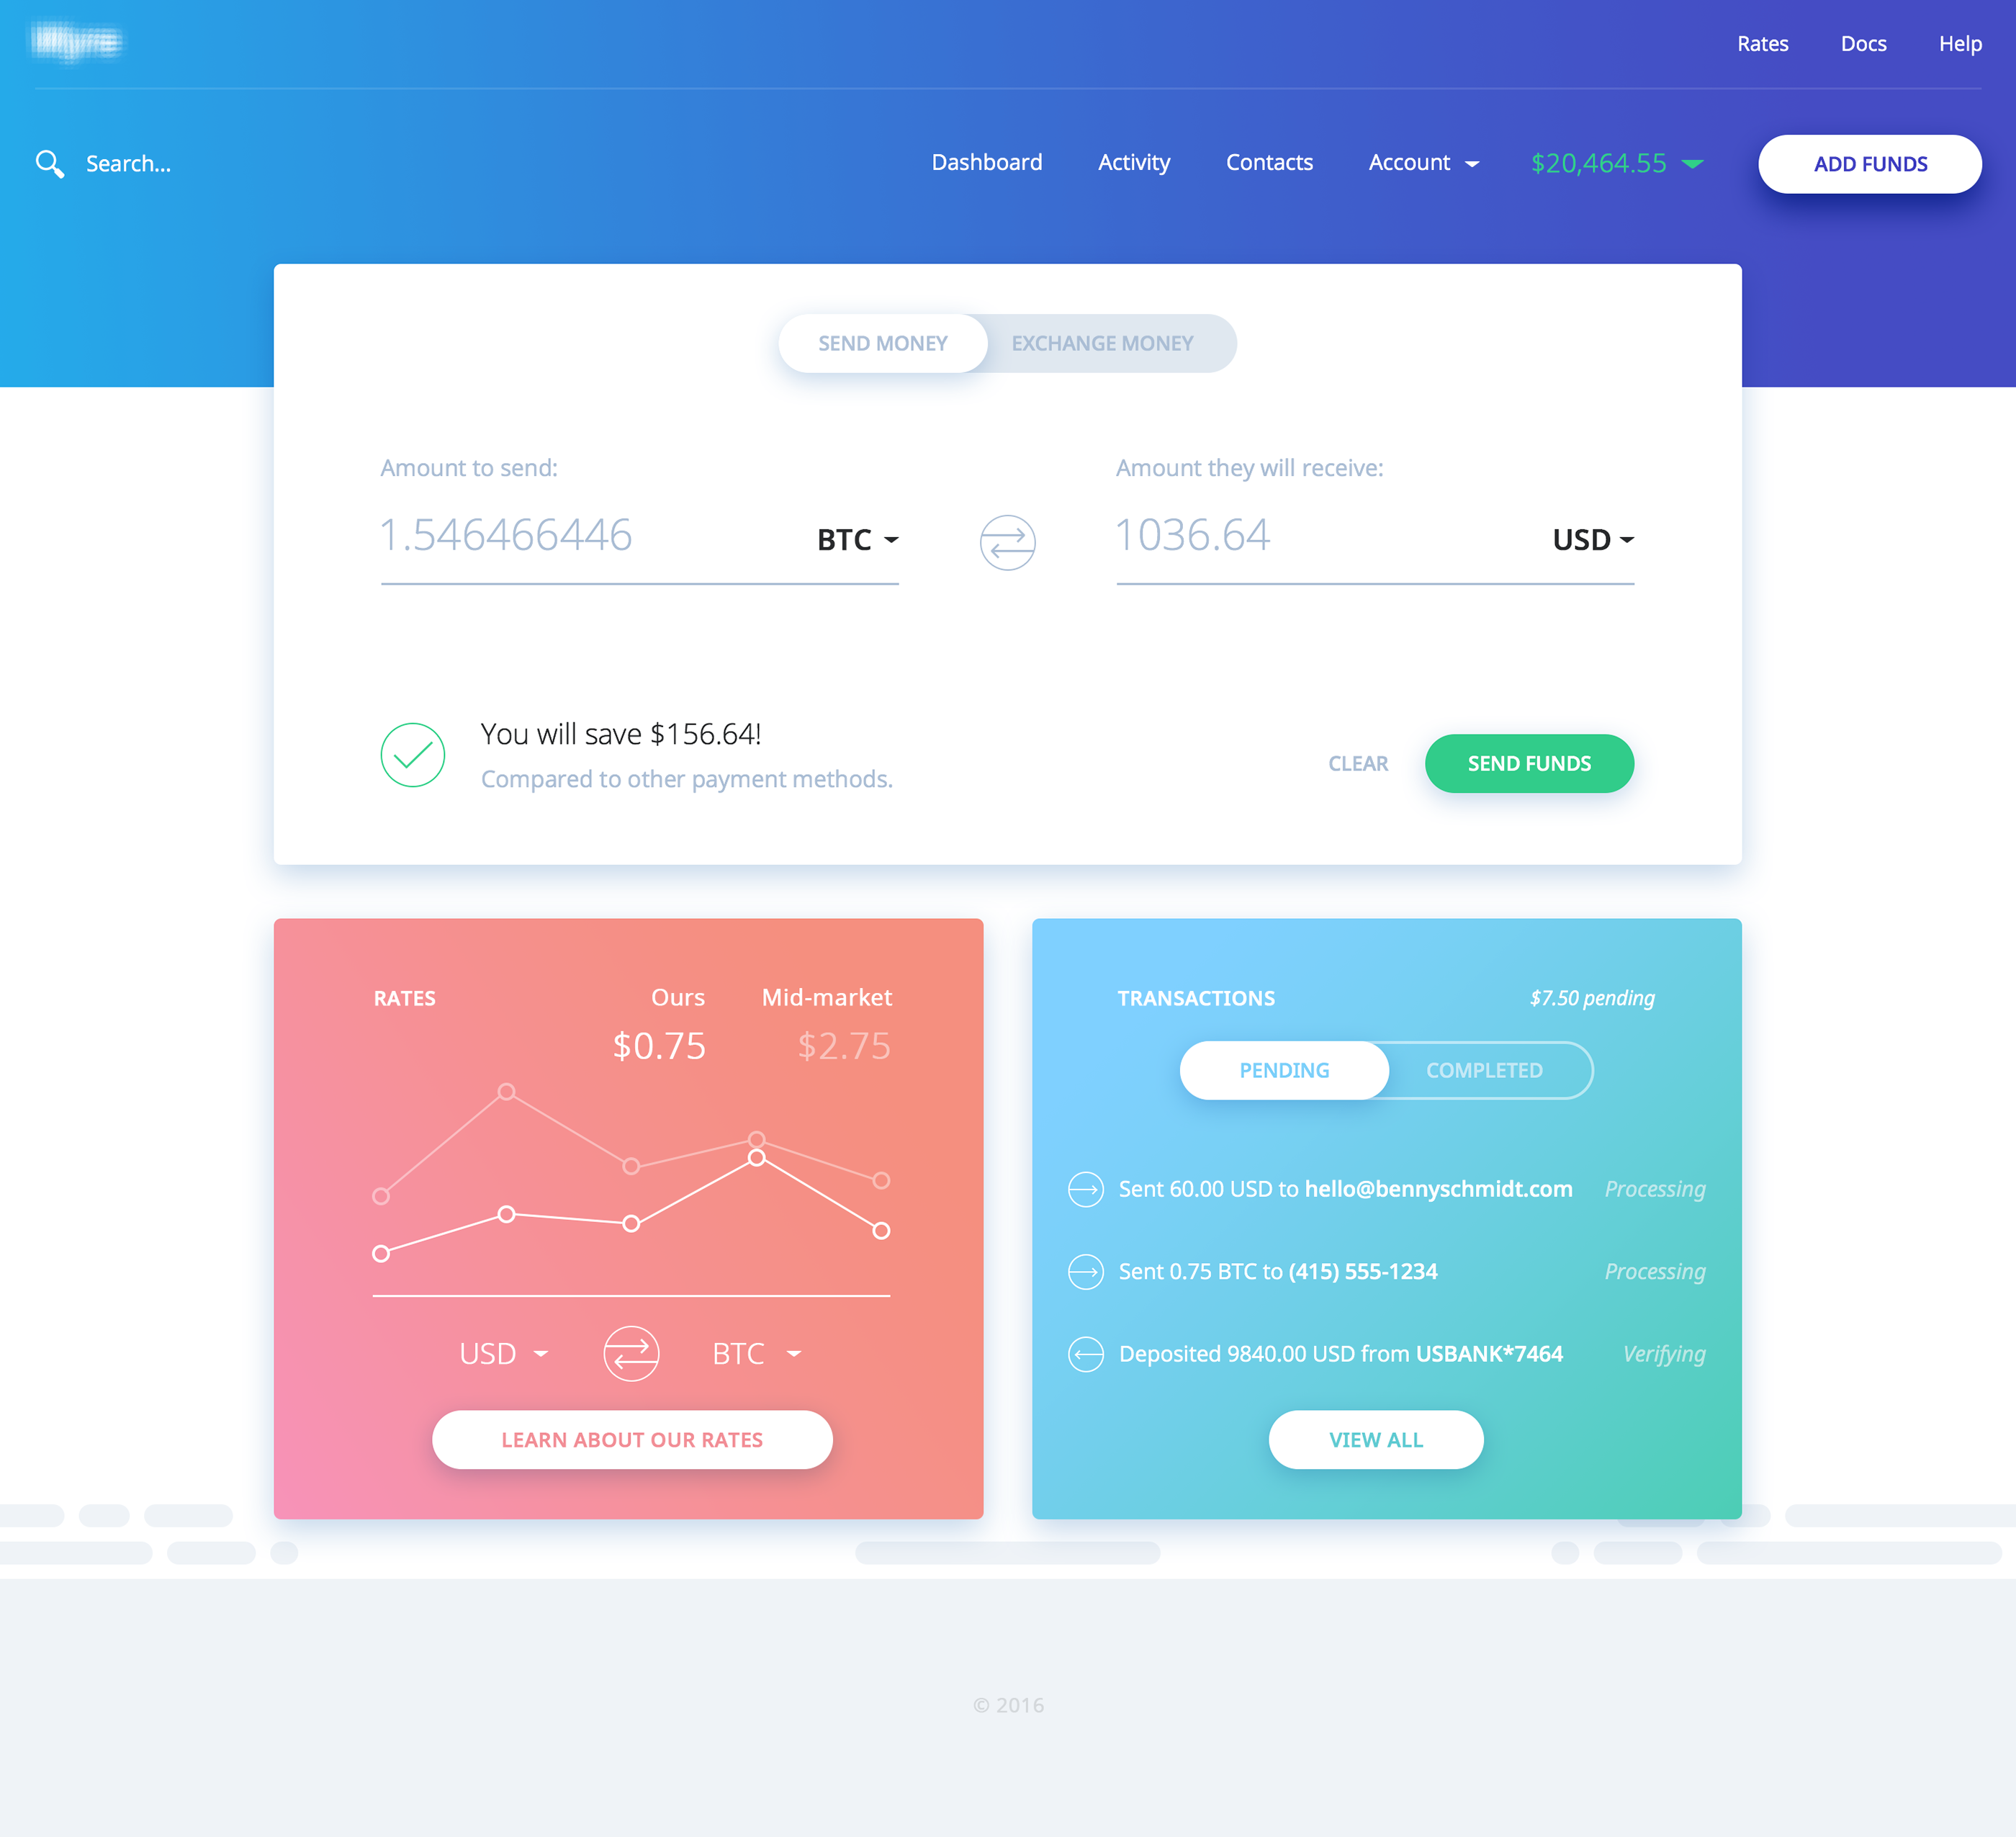 Rates Docs Help
Search... Dashboard Activity Contacts Account $20,464.55 ADD FUNDS
SEND MONEY EXCHANGE MONEY
Amount to send: Amount they will receive:
1.546466446 BTC 1036.64 USD
You will save $156.64!
Compared to other payment methods.
CLEAR SEND FUNDS
RATES Ours Mid-market
$0.75 $2.75
USD BTC
LEARN ABOUT OUR RATES
TRANSACTIONS $7.50 pending
PENDING COMPLETED
Sent 60.00 USD to hello@bennyschmidt.com Processing
Sent 0.75 BTC to (415) 555-1234 Processing
Deposited 9840.00 USD from USBANK*7464 Verifying
VIEW ALL
© 2016